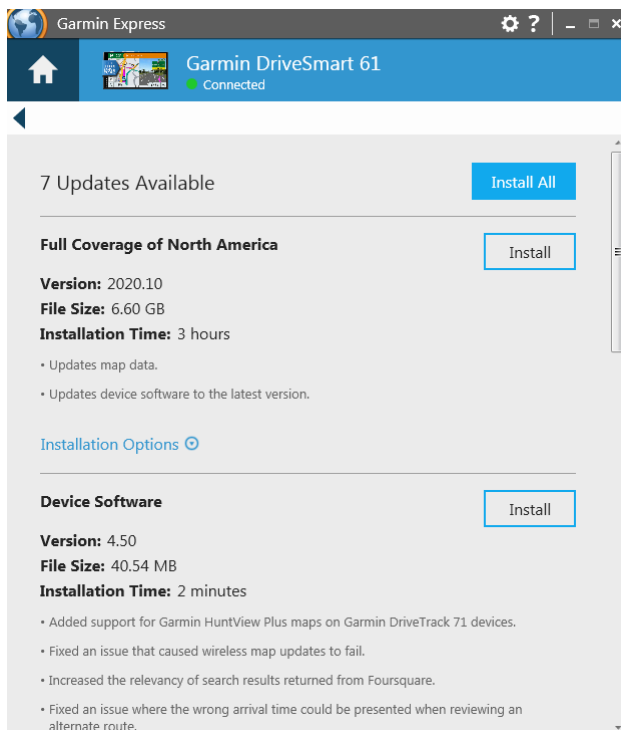 Garmin Express
?
Garmin DriveSmart 61
Connected
7 Updates Available
Install All
Full Coverage of North America
Install
Version: 2020.10
File Size: 6.60 GB
Installation Time: 3 hours
• Updates map data.
• Updates device software to the latest version.
Installation Options
Device Software
Install
Version: 4.50
File Size: 40.54 MB
Installation Time: 2 minutes
• Added support for Garmin HuntView Plus maps on Garmin DriveTrack 71 devices.
• Fixed an issue that caused wireless map updates to fail.
• Increased the relevancy of search results returned from Foursquare.
• Fixed an issue where the wrong arrival time could be presented when reviewing an
alternate route.